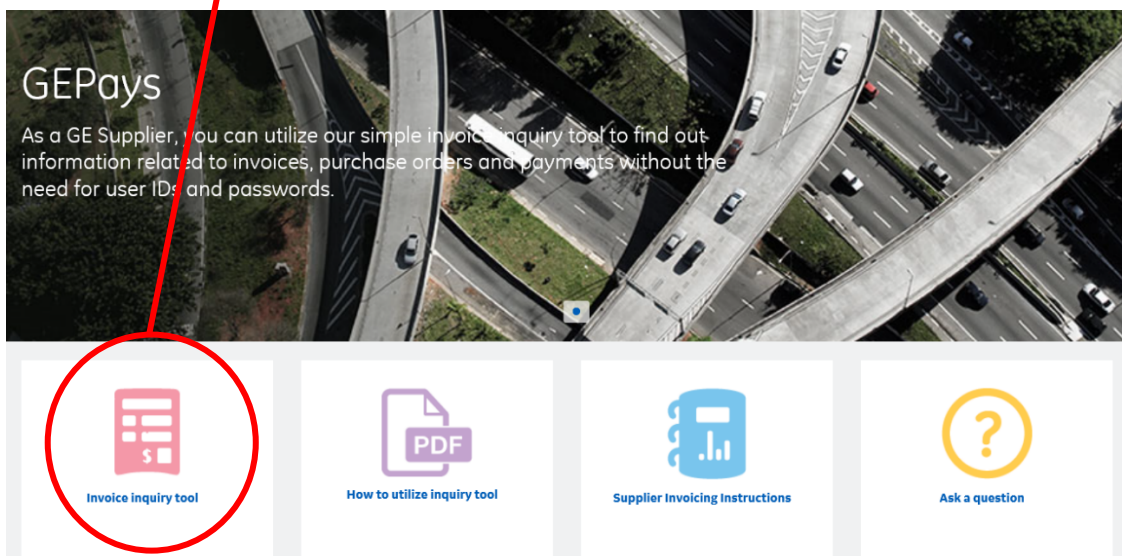 GEPays
As a GE Supplier, you can utilize our simple invoice inquiry tool to find out
information related to invoices, purchase orders and payments without the
need for user IDs and passwords.
$
PDF
?
Invoice inquiry tool
How to utilize inquiry tool
Supplier Invoicing Instructions
Ask a question